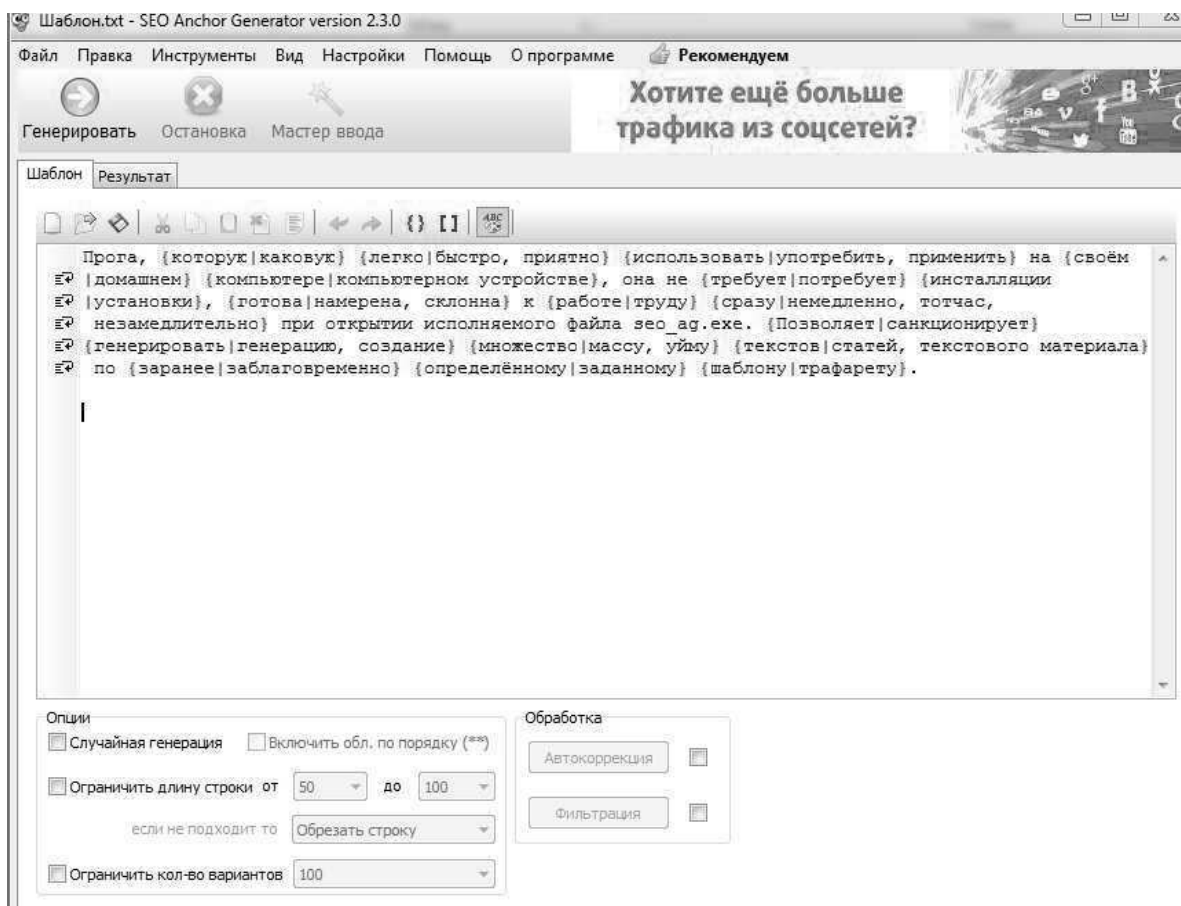 Шаблон.txt - SEO Anchor Generator version 2.3.0
Файл Правка Инструменты Вид Настройки Помощь О программе Рекомендуем
Генерировать Остановка Мастер ввода
Хотите ещё больше
трафика из соцсетей?
Шаблон Результат
Прога, {которую|каковую} {легко|быстро, приятно} {использовать|употребить, применить} на {своём
|домашнем} {компьютере|компьютерном устройстве}, она не {требует|потребует} {инсталляции
|установки}, {готова|намерена, склонна} к {работе|труду} {сразу|немедленно, тотчас,
незамедлительно} при открытии исполняемого файла seo_ag.exe. {Позволяет|санкционирует}
{генерировать|генерацию, создание} {множество|массу, уйму} {текстов|статей, текстового материала}
по {заранее|заблаговременно} {определённому|заданному} {шаблону|трафарету}.
Опции
Случайная генерация Включить обл. по порядку (**)
Ограничить длину строки от 50 до 100
если не подходит то Обрезать строку
Ограничить кол-во вариантов 100
Обработка
Автокоррекция
Фильтрация